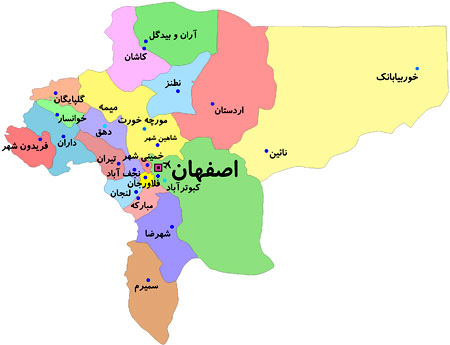 آران و بیدگل
کاشان
خوربیابانک
نطنز
گلپایگان
میمه
اردستان
خوانسار
مورچه خورت
دهق
شاهین شهر
فریدون شهر
داران
نائین
خمینی شهر
تیران
اصفهان
نجف آباد
فلاورجان
کبوترآباد
لنجان
مبارکه
شهرضا
سمیرم